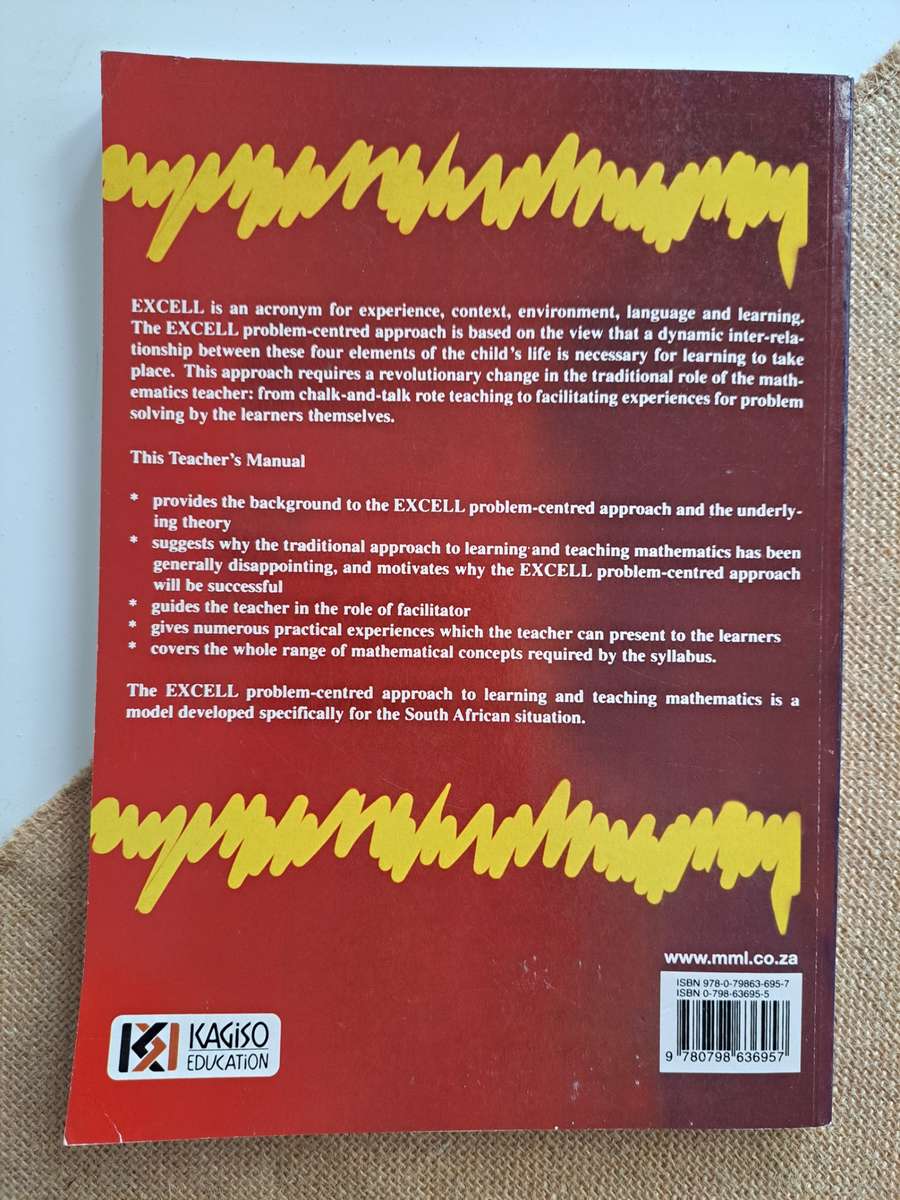 EXCELL is an acronym for experience, context, environment, language and learning.
The EXCELL problem-centred approach is based on the view that a dynamic inter-rela-
tionship between these four elements of the child's life is necessary for learning to take
place. This approach requires a revolutionary change in the traditional role of the math-
ematics teacher: from chalk-and-talk rote teaching to facilitating experiences for problem
solving by the learners themselves.
This Teacher's Manual
* provides the background to the EXCELL problem-centred approach and the underly-
ing theory
* suggests why the traditional approach to learning and teaching mathematics has been
generally disappointing, and motivates why the EXCELL problem-centred approach
will be successful
* guides the teacher in the role of facilitator
* gives numerous practical experiences which the teacher can present to the learners
* covers the whole range of mathematical concepts required by the syllabus.
The EXCELL problem-centred approach to learning and teaching mathematics is a
model developed specifically for the South African situation.
www.mml.co.za
ISBN 978-0-79863-695-7
ISBN 0-798-63695-5
9 780798 636957
KAGISO
EDUCATION